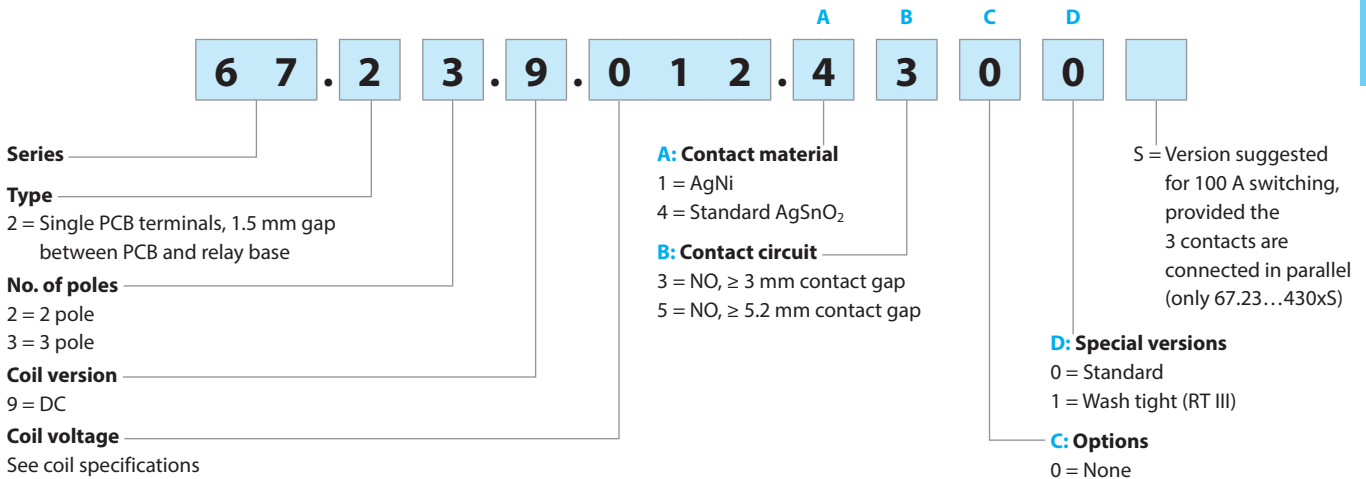 A B C D
6 7 . 2 3 . 9 . 0 1 2 . 4 3 0 0
Series
Type
2 = Single PCB terminals, 1.5 mm gap
between PCB and relay base
No. of poles
2 = 2 pole
3 = 3 pole
Coil version
9 = DC
Coil voltage
See coil specifications
A: Contact material
1 = AgNi
4 = Standard AgSnO₂
B: Contact circuit
3 = NO, ≥ 3 mm contact gap
5 = NO, ≥ 5.2 mm contact gap
S = Version suggested
for 100 A switching,
provided the
3 contacts are
connected in parallel
(only 67.23…430xS)
D: Special versions
0 = Standard
1 = Wash tight (RT III)
C: Options
0 = None